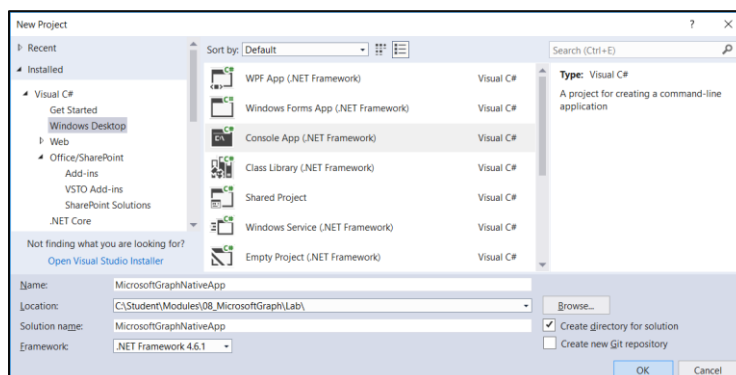 New Project ? ×
Recent
Installed
Visual C#
Get Started
Windows Desktop
Web
Office/SharePoint
Add-ins
VSTO Add-ins
SharePoint Solutions
.NET Core
Not finding what you are looking for?
Open Visual Studio Installer
Sort by: Default
WPF App (.NET Framework) Visual C#
Windows Forms App (.NET Framework) Visual C#
Console App (.NET Framework) Visual C#
Class Library (.NET Framework) Visual C#
Shared Project Visual C#
Windows Service (.NET Framework) Visual C#
Empty Project (.NET Framework) Visual C#
Search (Ctrl+E)
Type: Visual C#
A project for creating a command-line
application
Name: MicrosoftGraphNativeApp
Location: C:\Student\Modules\08_MicrosoftGraph\Lab\
Solution name: MicrosoftGraphNativeApp
Framework: .NET Framework 4.6.1
Browse...
Create directory for solution
Create new Git repository
OK Cancel